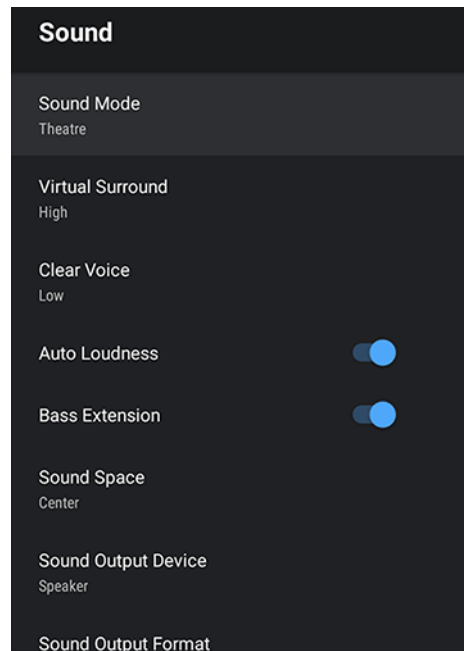 Sound
Sound Mode
Theatre
Virtual Surround
High
Clear Voice
Low
Auto Loudness
Bass Extension
Sound Space
Center
Sound Output Device
Speaker
Sound Output Format